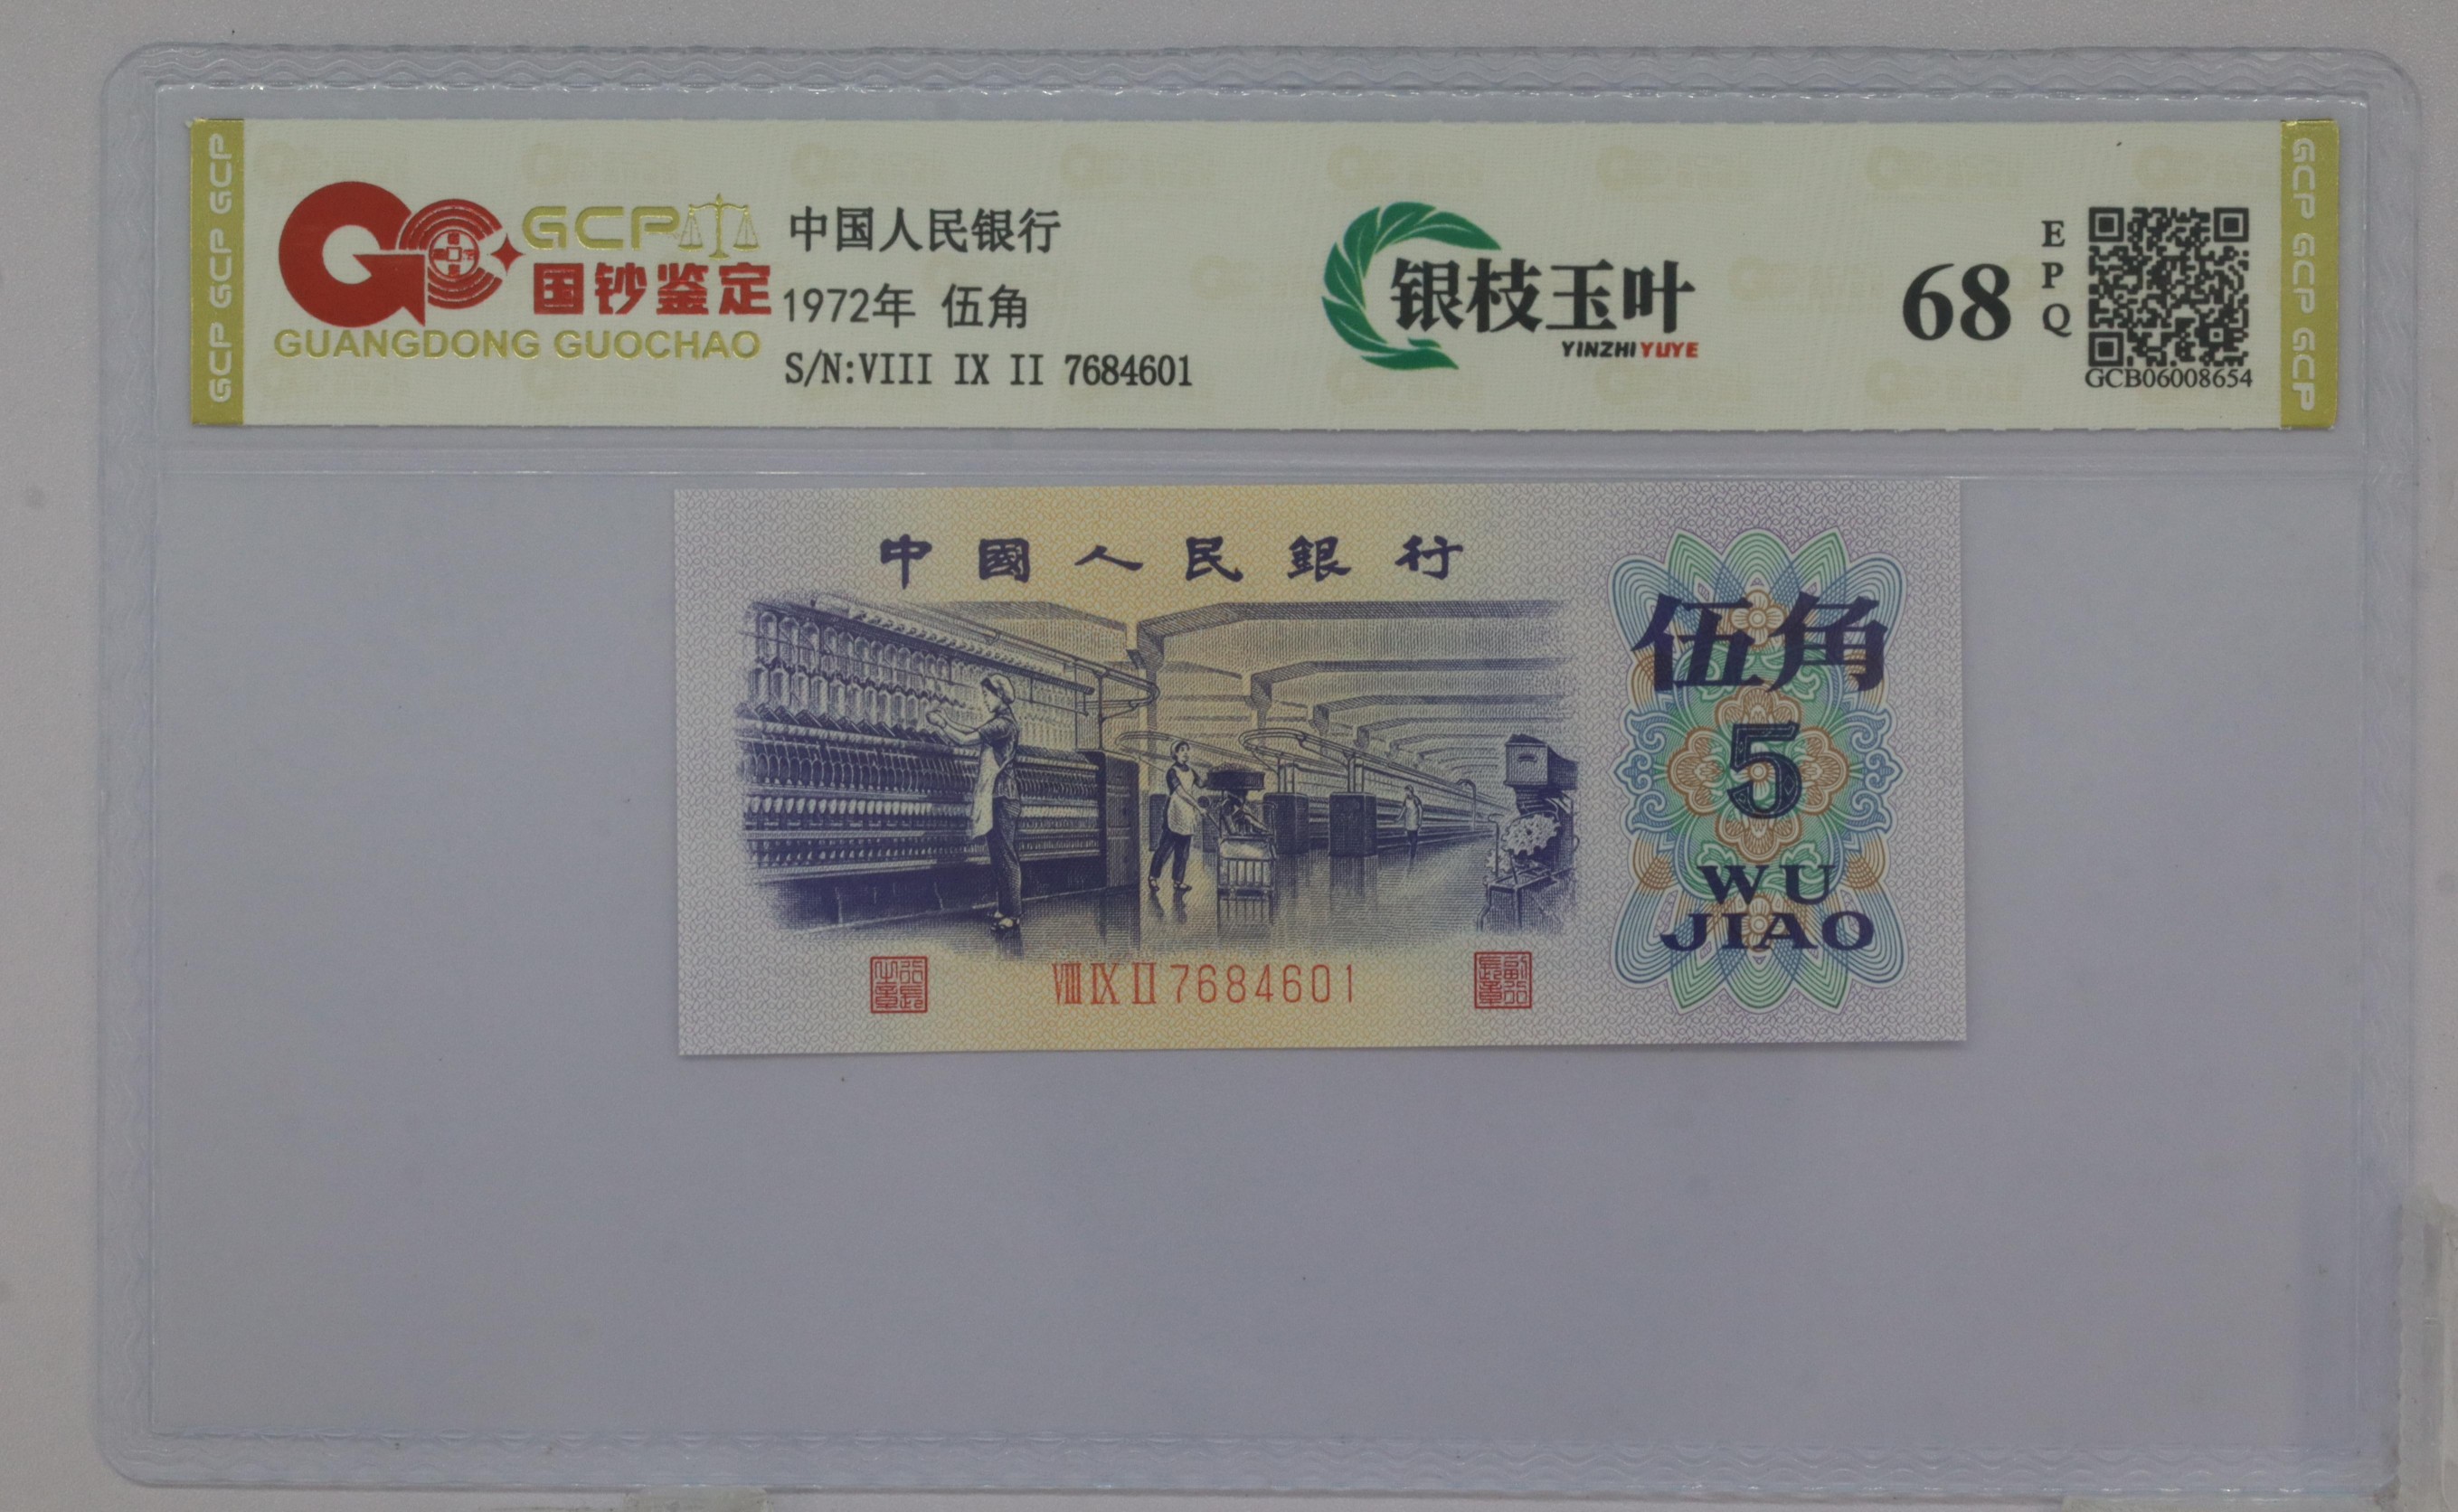 GCP GCP GCP
GCP
国钞鉴定
GUANGDONG GUOCHAO
中国人民银行
1972年 伍角
S/N:VIII IX II 7684601
银枝玉叶
YINZHIYUYE
68
EPQ
GCB06008654
GCP GCP GCP
中國人民銀行
伍角
5
WU
JIAO
VIII IX II 7684601